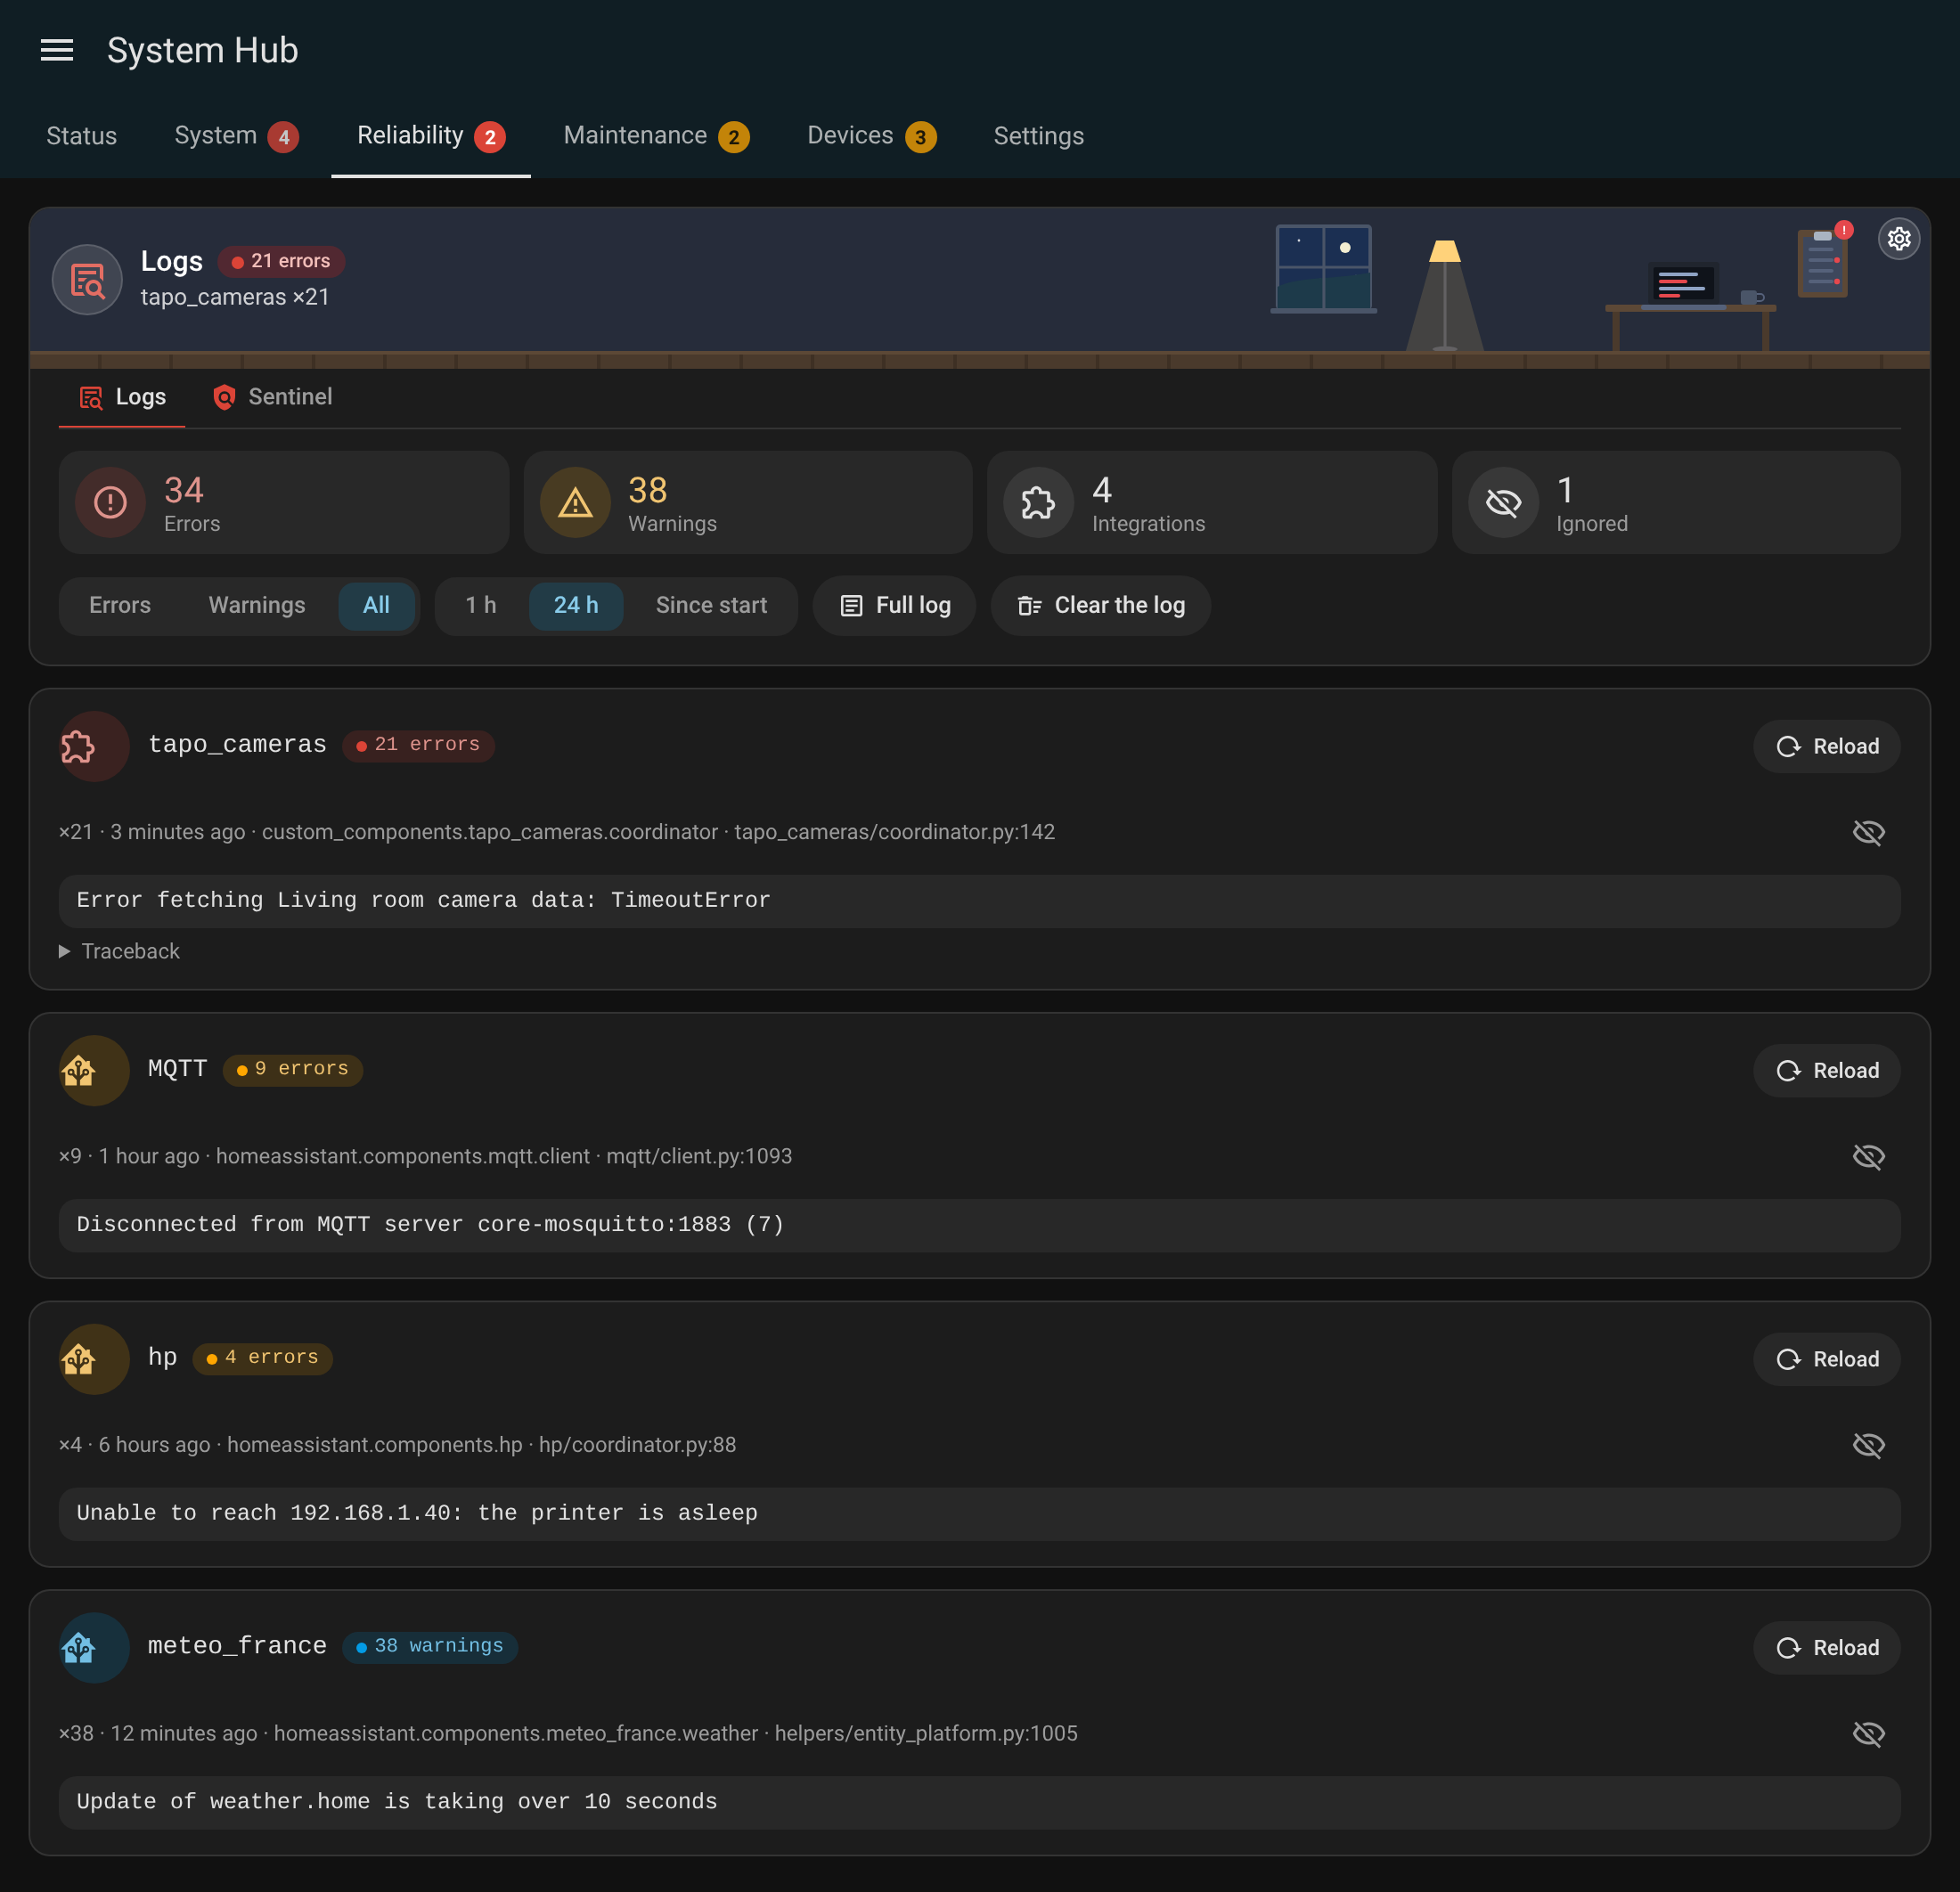 System Hub
Status
System 4
Reliability 2
Maintenance 2
Devices 3
Settings
Logs
21 errors
tapo_cameras ×21
!
Logs
Sentinel
34
Errors
38
Warnings
4
Integrations
1
Ignored
Errors
Warnings
All
1 h
24 h
Since start
Full log
Clear the log
tapo_cameras
21 errors
Reload
×21 · 3 minutes ago · custom_components.tapo_cameras.coordinator · tapo_cameras/coordinator.py:142
Error fetching Living room camera data: TimeoutError
Traceback
MQTT
9 errors
Reload
×9 · 1 hour ago · homeassistant.components.mqtt.client · mqtt/client.py:1093
Disconnected from MQTT server core-mosquitto:1883 (7)
hp
4 errors
Reload
×4 · 6 hours ago · homeassistant.components.hp · hp/coordinator.py:88
Unable to reach 192.168.1.40: the printer is asleep
meteo_france
38 warnings
Reload
×38 · 12 minutes ago · homeassistant.components.meteo_france.weather · helpers/entity_platform.py:1005
Update of weather.home is taking over 10 seconds